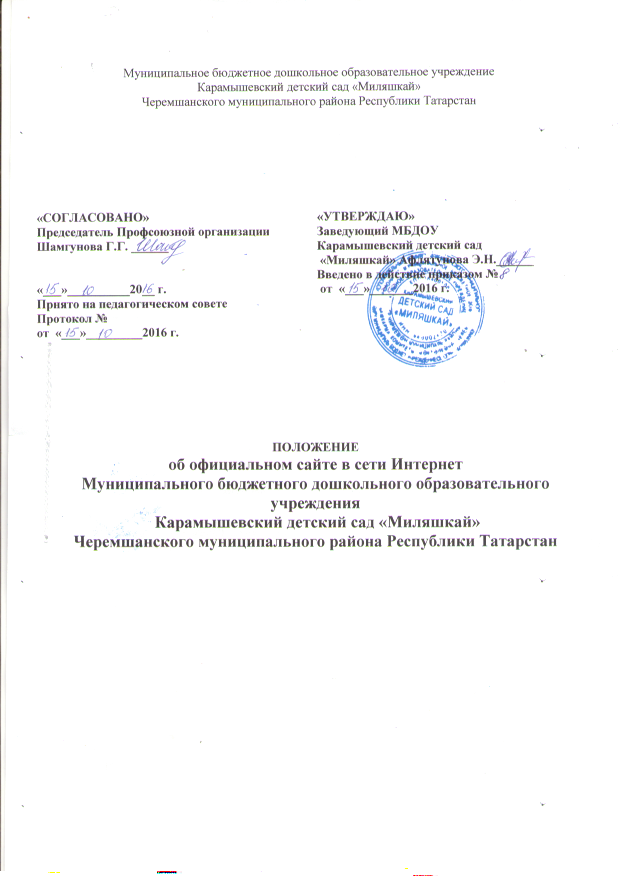 Муниципальное бюджетное дошкольное образовательное учреждение
Карамышевский детский сад «Миляшкай»
Черемшанского муниципального района Республики Татарстан
«СОГЛАСОВАНО»
Председатель Профсоюзной организации
Шамгунова Г.Г.
«15» 10 2016 г.
Принято на педагогическом совете
Протокол №
от «15» 10 2016 г.
«УТВЕРЖДАЮ»
Заведующий МБДОУ
Карамышевский детский сад
«Миляшкай» Афлятунова Э.Н.
Введено в действие приказом № 8
от «15» 2016 г.
КАРАМЫШЕВСКИЙ
ДЕТСКИЙ САД
«МИЛЯШКАЙ»
ПОЛОЖЕНИЕ
об официальном сайте в сети Интернет
Муниципального бюджетного дошкольного образовательного
учреждения
Карамышевский детский сад «Миляшкай»
Черемшанского муниципального района Республики Татарстан